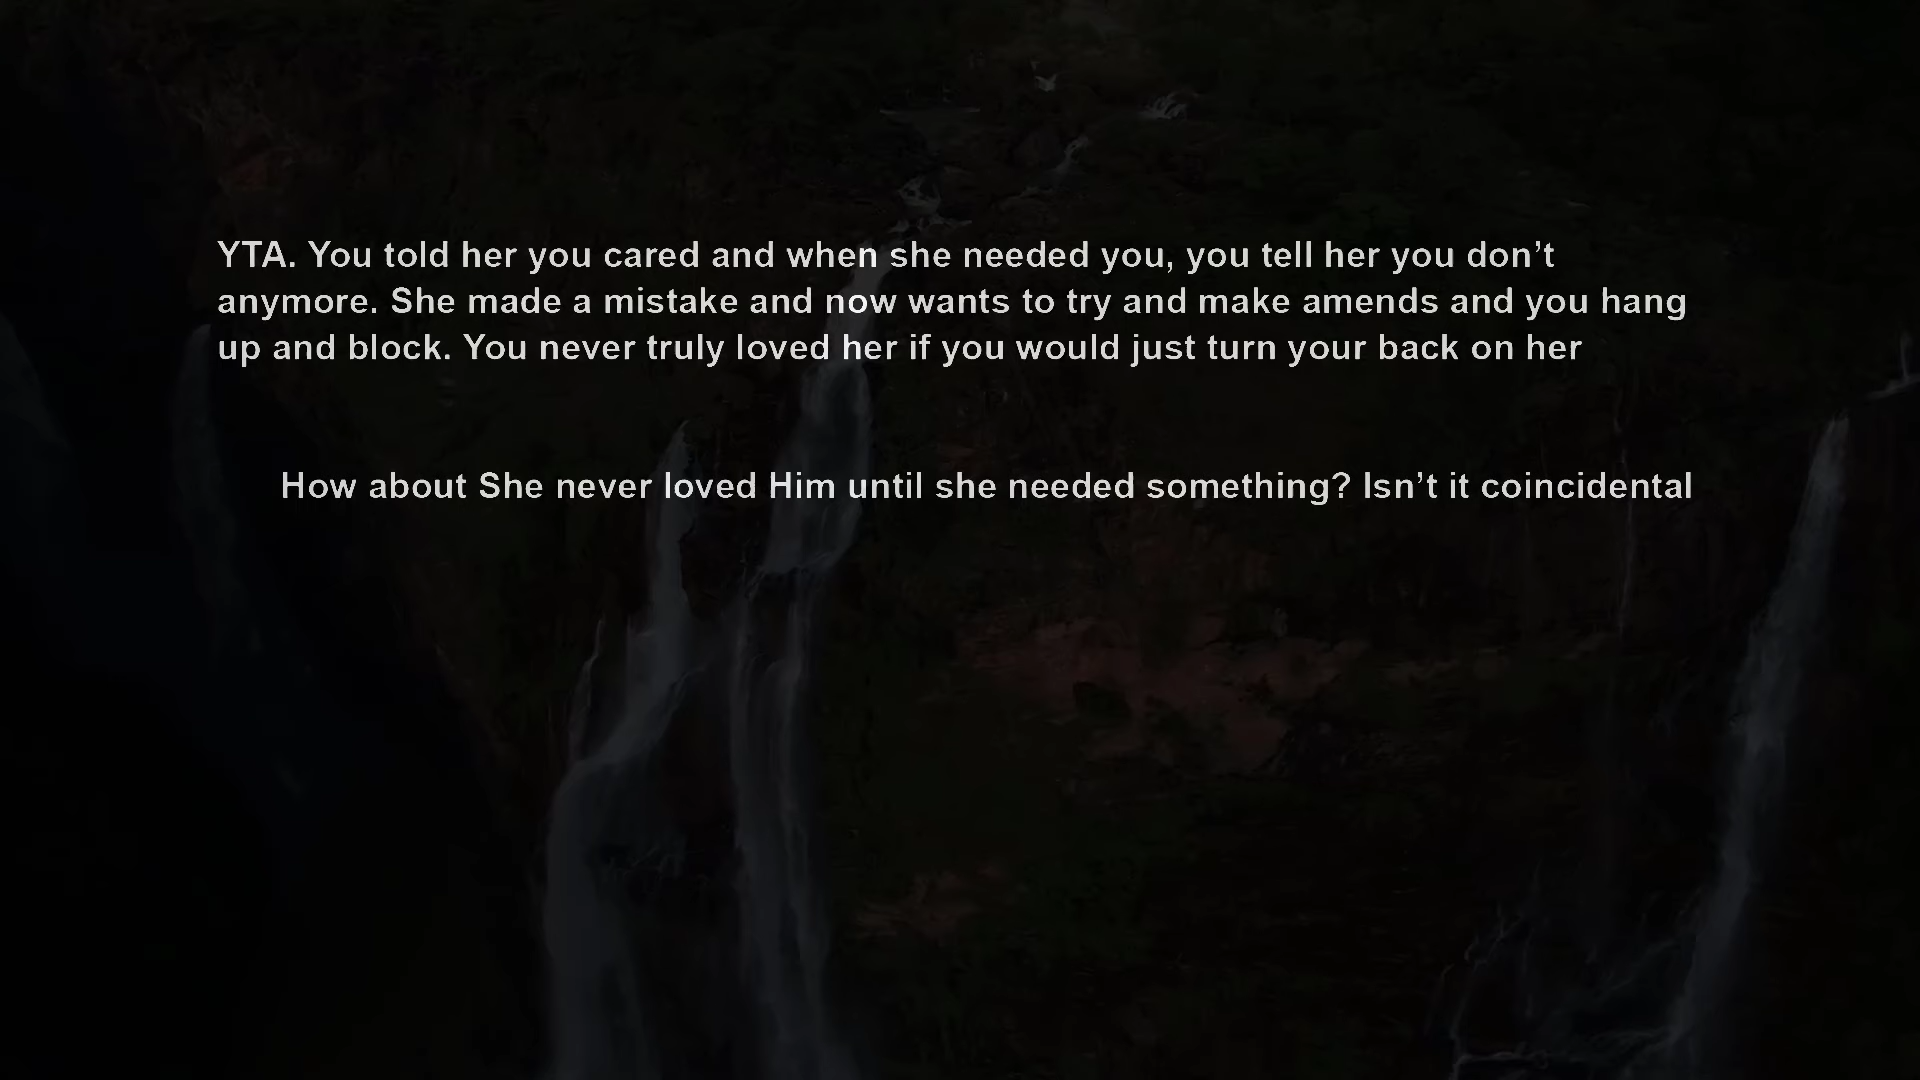 YTA. You told her you cared and when she needed you, you tell her you don’t
anymore. She made a mistake and now wants to try and make amends and you hang
up and block. You never truly loved her if you would just turn your back on her
How about She never loved Him until she needed something? Isn’t it coincidental